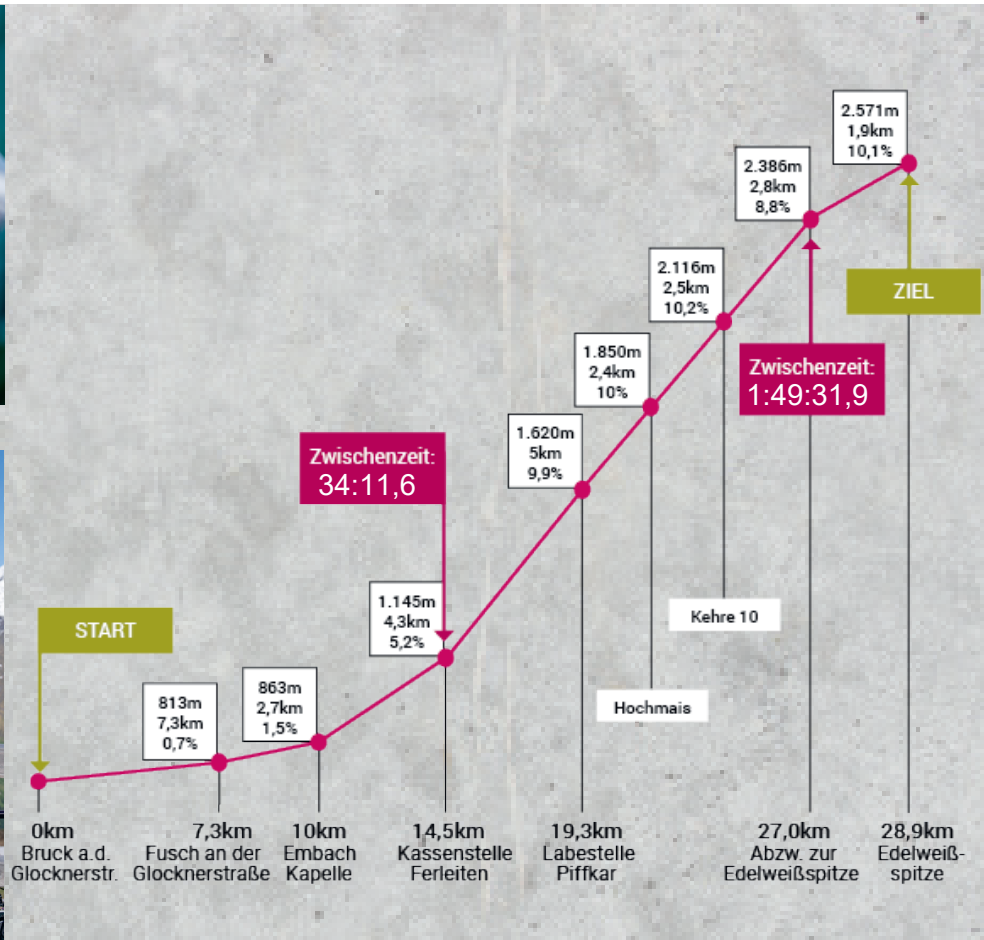 2.571m
1,9km
10,1%
2.386m
2,8km
8,8%
ZIEL
2.116m
2,5km
10,2%
1.850m
2,4km
10%
Zwischenzeit:
1:49:31,9
1.620m
5km
9,9%
Zwischenzeit:
34:11,6
1.145m
4,3km
5,2%
START
Kehre 10
863m
2,7km
1,5%
813m
7,3km
0,7%
Hochmais
0km
Bruck a.d.
Glocknerstr.
7,3km
Fusch an der
Glocknerstraße
10km
Embach
Kapelle
14,5km
Kassenstelle
Ferleiten
19,3km
Labestelle
Piffkar
27,0km
Abzw. zur
Edelweißspitze
28,9km
Edelweiß-
spitze